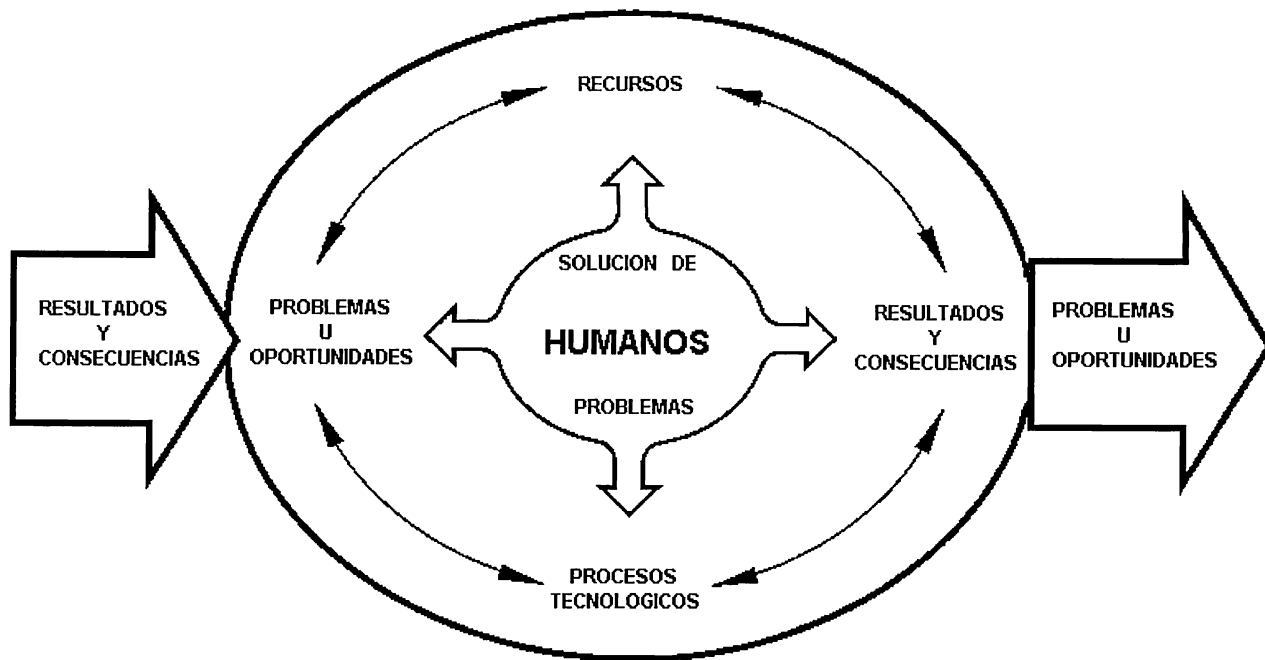 RECURSOS
SOLUCION DE
HUMANOS
PROBLEMAS
RESULTADOS
Y
CONSECUENCIAS
PROBLEMAS
U
OPORTUNIDADES
RESULTADOS
Y
CONSECUENCIAS
PROBLEMAS
U
OPORTUNIDADES
PROCESOS
TECNOLOGICOS